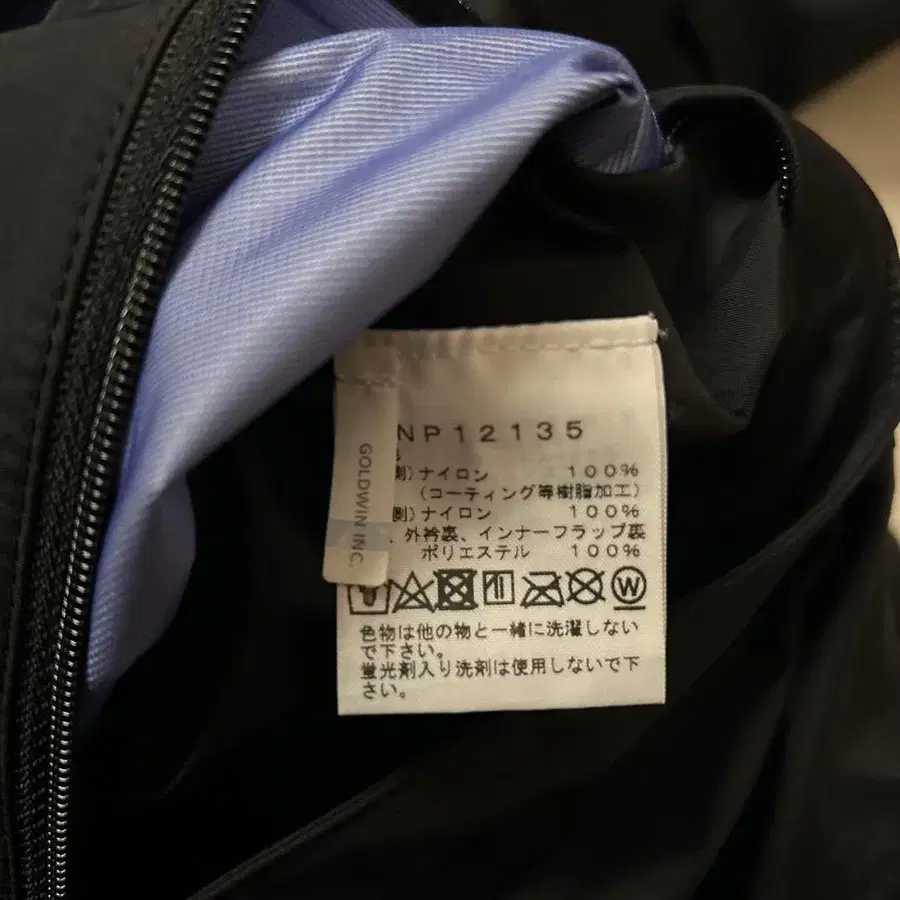 NP12135
GOLDWIN INC.
側)ナイロン 100%
(コーティング等樹脂加工)
側)ナイロン 100%
、外衿裏、インナーフラップ裏
ポリエステル 100%
W
色物は他の物と一緒に洗濯しない
で下さい。
蛍光剤入り洗剤は使用しないで下
さい。